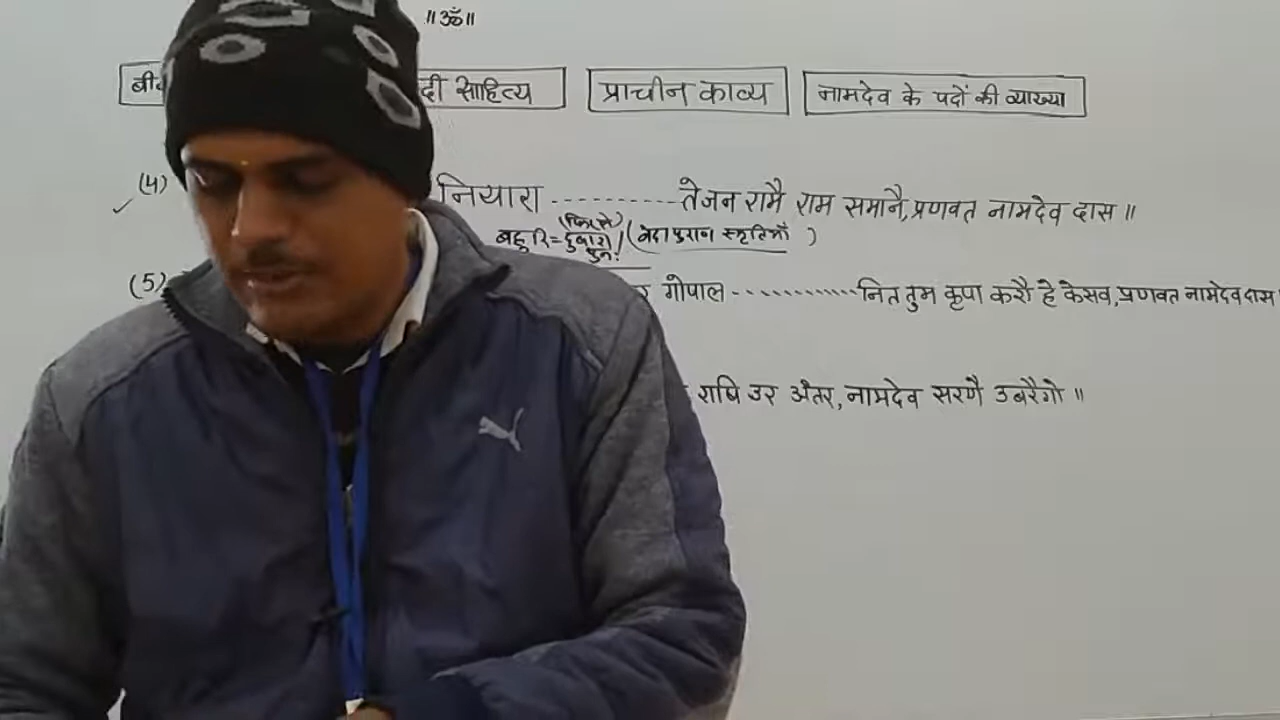 ॥ॐ॥
साहित्य प्राचीन काव्य नामदेव के पदों की व्याख्या
(4) नियारा ---------- तेजन रामै राम समानै, प्रणवत नामदेव दास॥
(फिर से)
बहुरि = दुबारा / (वेदा पुराण स्मृतियाँ)
पुनः
(5) गोपाल ------------ नित तुम कृपा करौ हे केसव, प्रणवत नामदेव दास
राषि उर अंतर, नामदेव सरणै उबरैगो॥